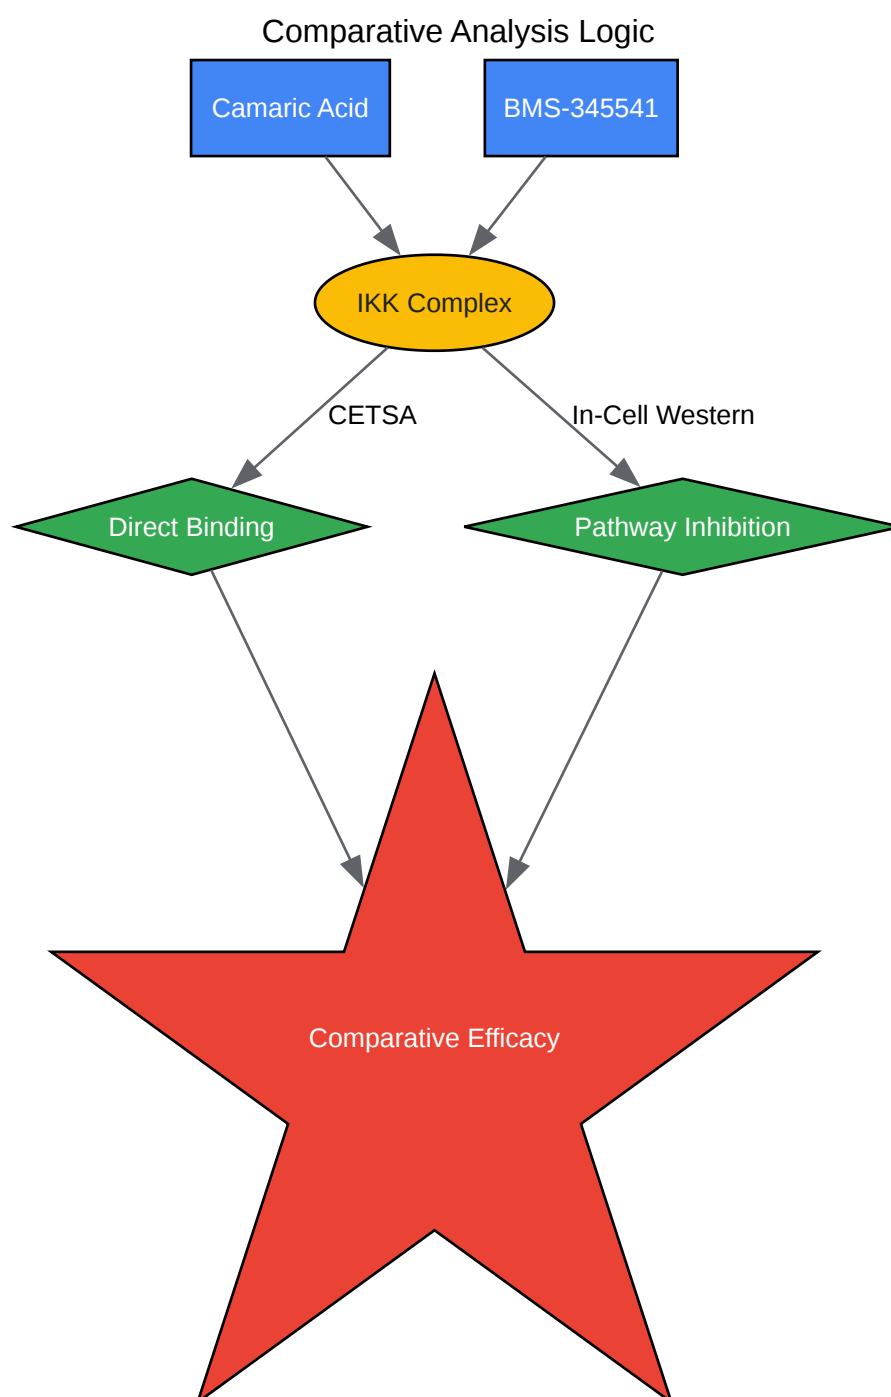 Comparative Analysis Logic
Camaric Acid
BMS-345541
IKK Complex
CETSA
In-Cell Western
Direct Binding
Pathway Inhibition
Comparative Efficacy